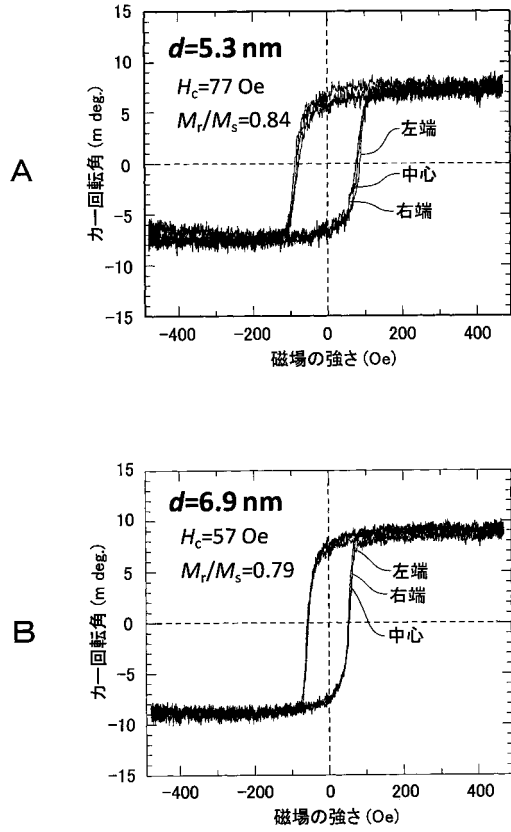 A
d=5.3 nm
Hc=77 Oe
Mr/Ms=0.84
左端
中心
右端
カー回転角 (m deg.)
15
10
5
0
-5
-10
-15
-400
-200
0
200
400
磁場の強さ(Oe)
B
d=6.9 nm
Hc=57 Oe
Mr/Ms=0.79
左端
右端
中心
カー回転角 (m deg.)
15
10
5
0
-5
-10
-15
-400
-200
0
200
400
磁場の強さ(Oe)